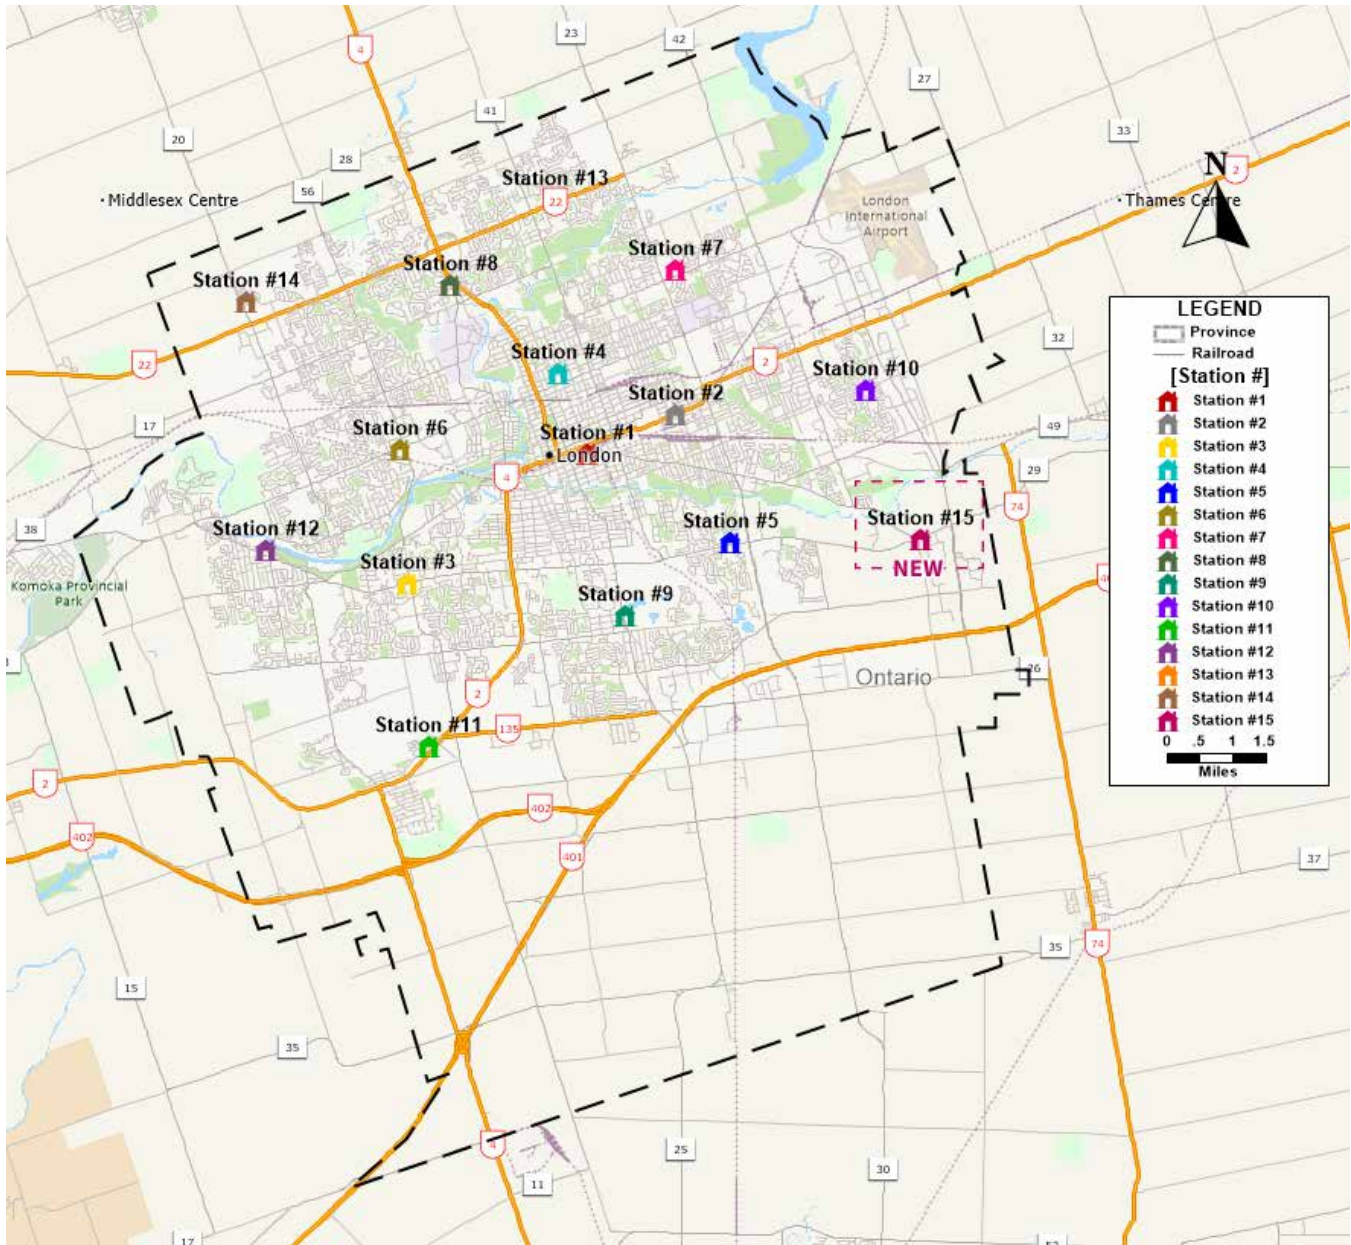 23
42
4
27
41
33
20
28
N
2
56
Station #13
Middlesex Centre
22
London
International
Airport
Thames Centre
Station #7
Station #8
Station #14
LEGEND
Province
Railroad
[Station #]
Station #1
Station #2
Station #3
Station #4
Station #5
Station #6
Station #7
Station #8
Station #9
Station #10
Station #11
Station #12
Station #13
Station #14
Station #15
0 .5 1 1.5
Miles
32
22
Station #4
2
Station #10
Station #2
17
Station #6
Station #1
49
London
4
29
74
38
Station #12
Station #5
Station #15
NEW
Station #3
Komoka Provincial
Park
Station #9
26
Ontario
2
Station #11
135
2
402
402
401
37
74
35
15
35
4
25
30
11
17